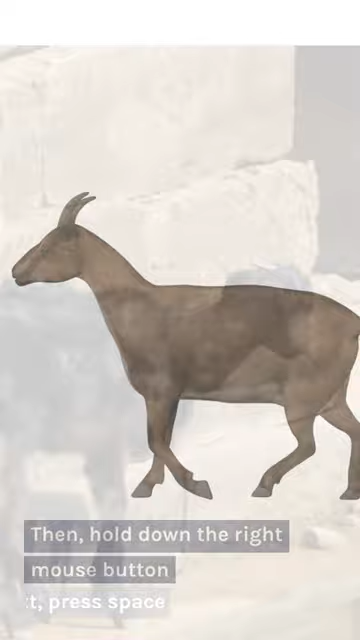 Then, hold down the right
mouse button
t, press space